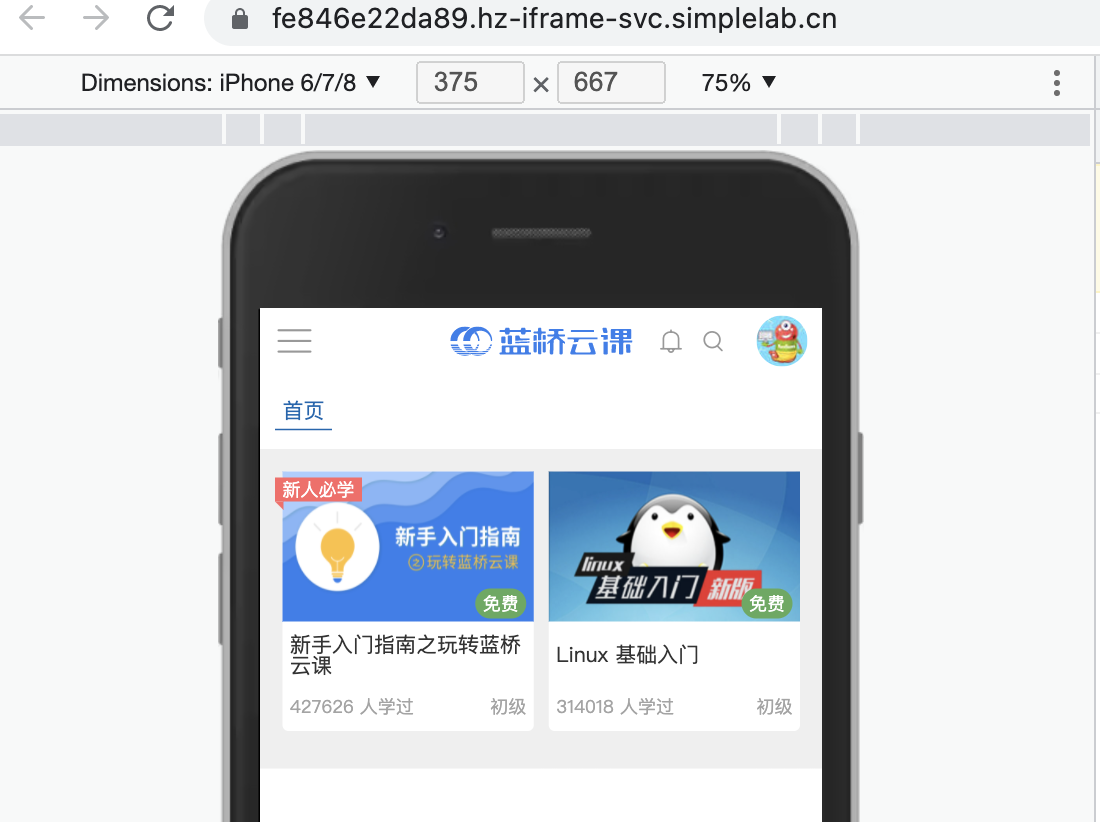 fe846e22da89.hz-iframe-svc.simplelab.cn
Dimensions: iPhone 6/7/8 ▼ 375 × 667 75% ▼
蓝桥云课
首页
新人必学
新手入门指南
②玩转蓝桥云课
免费
linux
基础入门 新版
免费
新手入门指南之玩转蓝桥
云课
427626 人学过 初级
Linux 基础入门
314018 人学过 初级